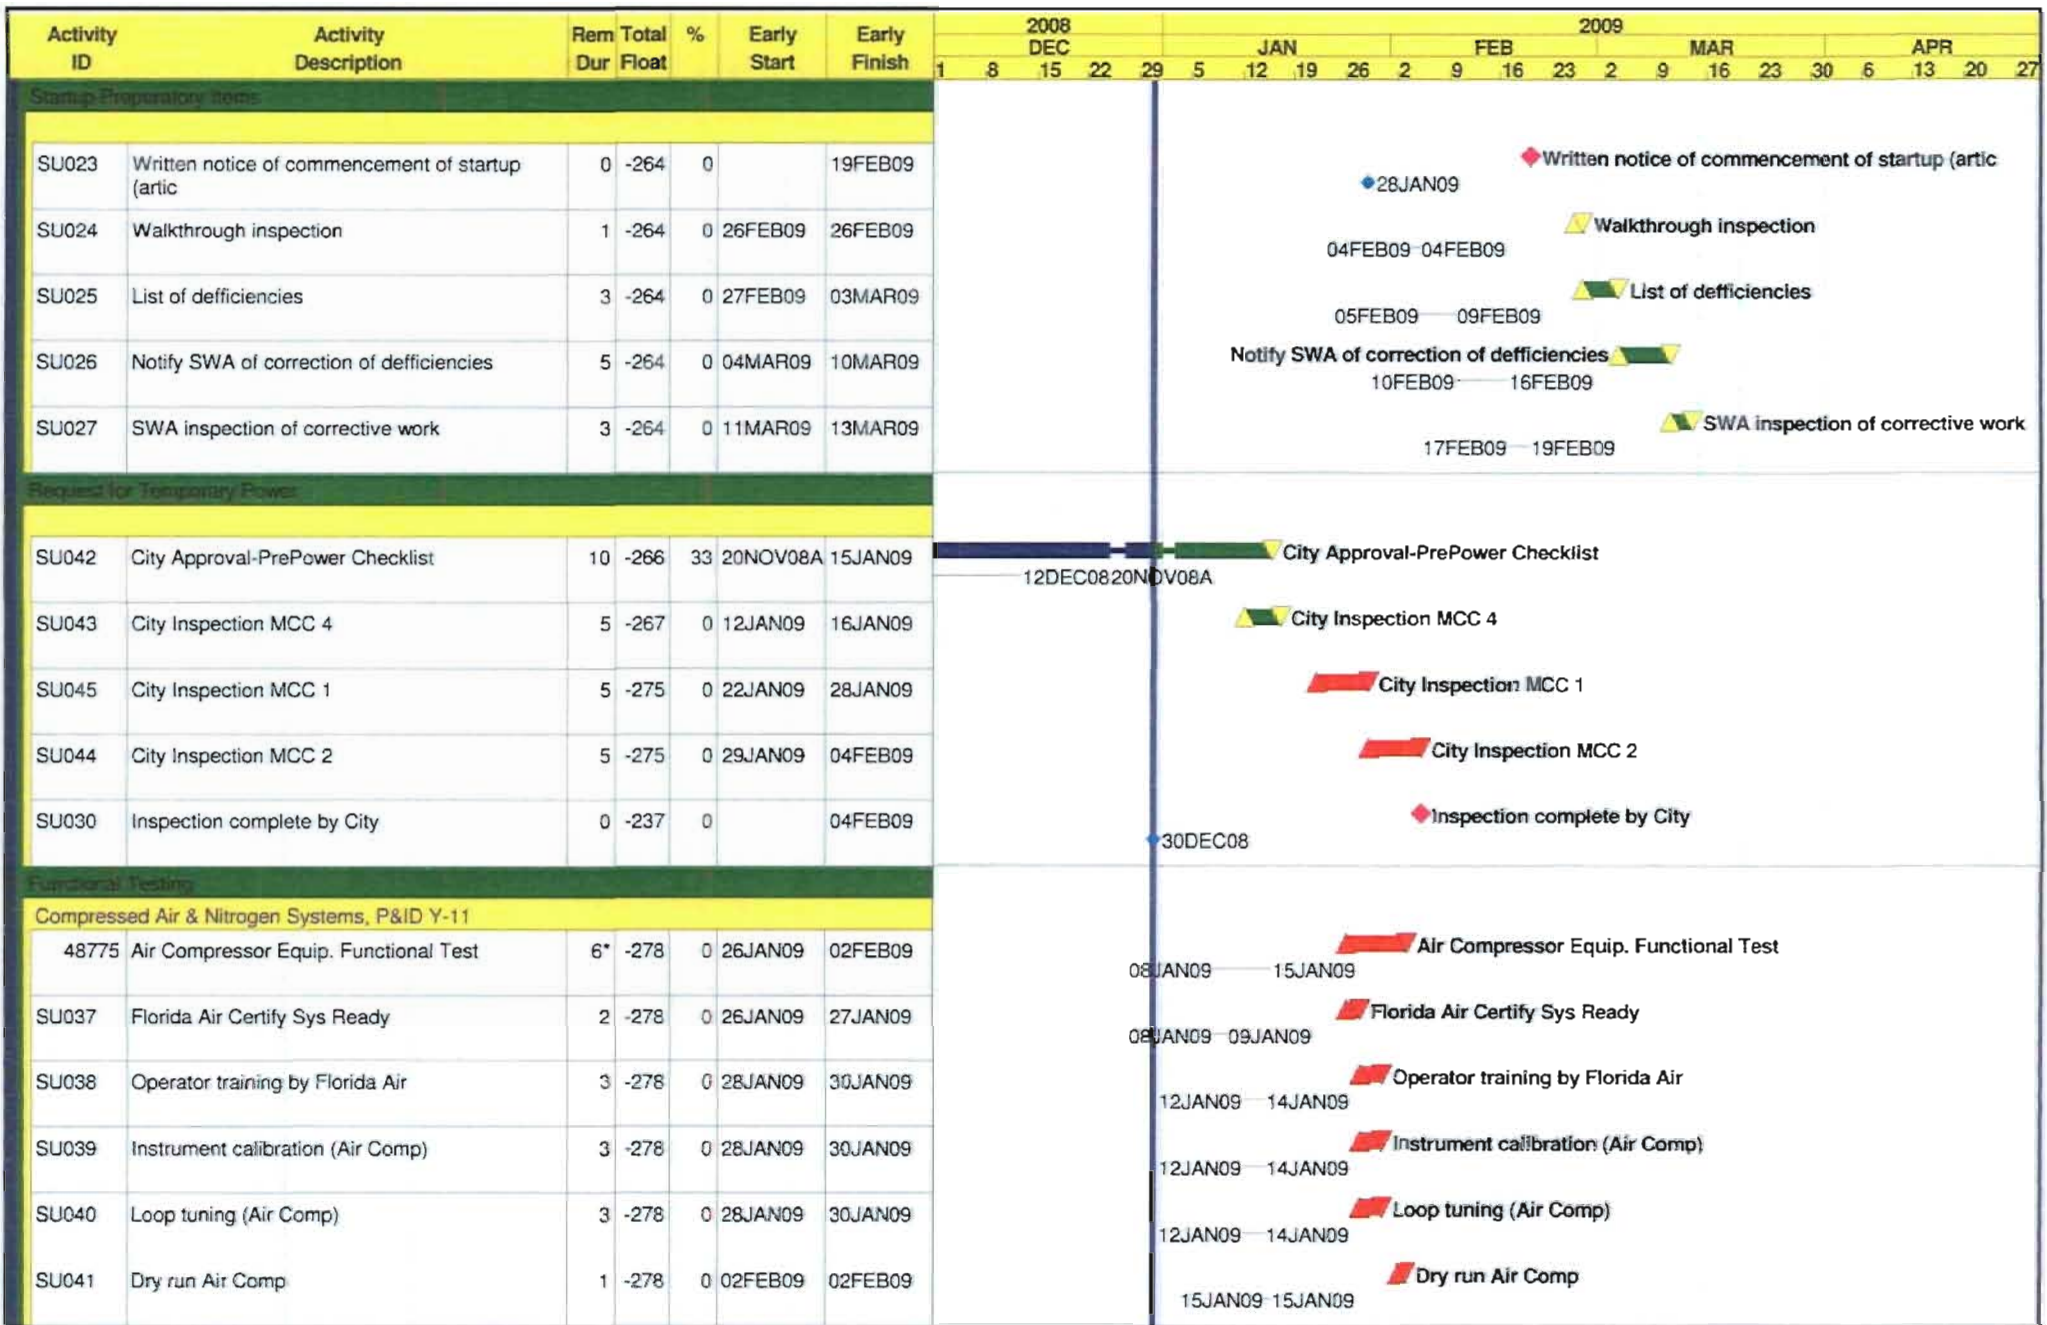 Activity ID Activity Description Rem Dur Total Float % Early Start Early Finish
2008 2009
DEC JAN FEB MAR APR
1 8 15 22 29 5 12 19 26 2 9 16 23 2 9 16 23 30 6 13 20 27
Startup Preparatory Items
SU023 Written notice of commencement of startup 0 -264 0 19FEB09 Written notice of commencement of startup (artic
(artic 28JAN09
SU024 Walkthrough inspection 1 -264 0 26FEB09 26FEB09 Walkthrough inspection
04FEB09 04FEB09
SU025 List of defficiencies 3 -264 0 27FEB09 03MAR09 List of defficiencies
05FEB09 09FEB09
SU026 Notify SWA of correction of defficiencies 5 -264 0 04MAR09 10MAR09 Notify SWA of correction of defficiencies
10FEB09 16FEB09
SU027 SWA inspection of corrective work 3 -264 0 11MAR09 13MAR09 SWA inspection of corrective work
17FEB09 19FEB09
Request for Temporary Power
SU042 City Approval-PrePower Checklist 10 -266 33 20NOV08A 15JAN09 City Approval-PrePower Checklist
12DEC08 20NOV08A
SU043 City Inspection MCC 4 5 -267 0 12JAN09 16JAN09 City Inspection MCC 4
SU045 City Inspection MCC 1 5 -275 0 22JAN09 28JAN09 City Inspection MCC 1
SU044 City Inspection MCC 2 5 -275 0 29JAN09 04FEB09 City Inspection MCC 2
SU030 Inspection complete by City 0 -237 0 04FEB09 Inspection complete by City
30DEC08
Functional Testing
Compressed Air & Nitrogen Systems, P&ID Y-11
48775 Air Compressor Equip. Functional Test 6* -278 0 26JAN09 02FEB09 Air Compressor Equip. Functional Test
08JAN09 15JAN09
SU037 Florida Air Certify Sys Ready 2 -278 0 26JAN09 27JAN09 Florida Air Certify Sys Ready
08JAN09 09JAN09
SU038 Operator training by Florida Air 3 -278 0 28JAN09 30JAN09 Operator training by Florida Air
12JAN09 14JAN09
SU039 Instrument calibration (Air Comp) 3 -278 0 28JAN09 30JAN09 Instrument calibration (Air Comp)
12JAN09 14JAN09
SU040 Loop tuning (Air Comp) 3 -278 0 28JAN09 30JAN09 Loop tuning (Air Comp)
12JAN09 14JAN09
SU041 Dry run Air Comp 1 -278 0 02FEB09 02FEB09 Dry run Air Comp
15JAN09 15JAN09